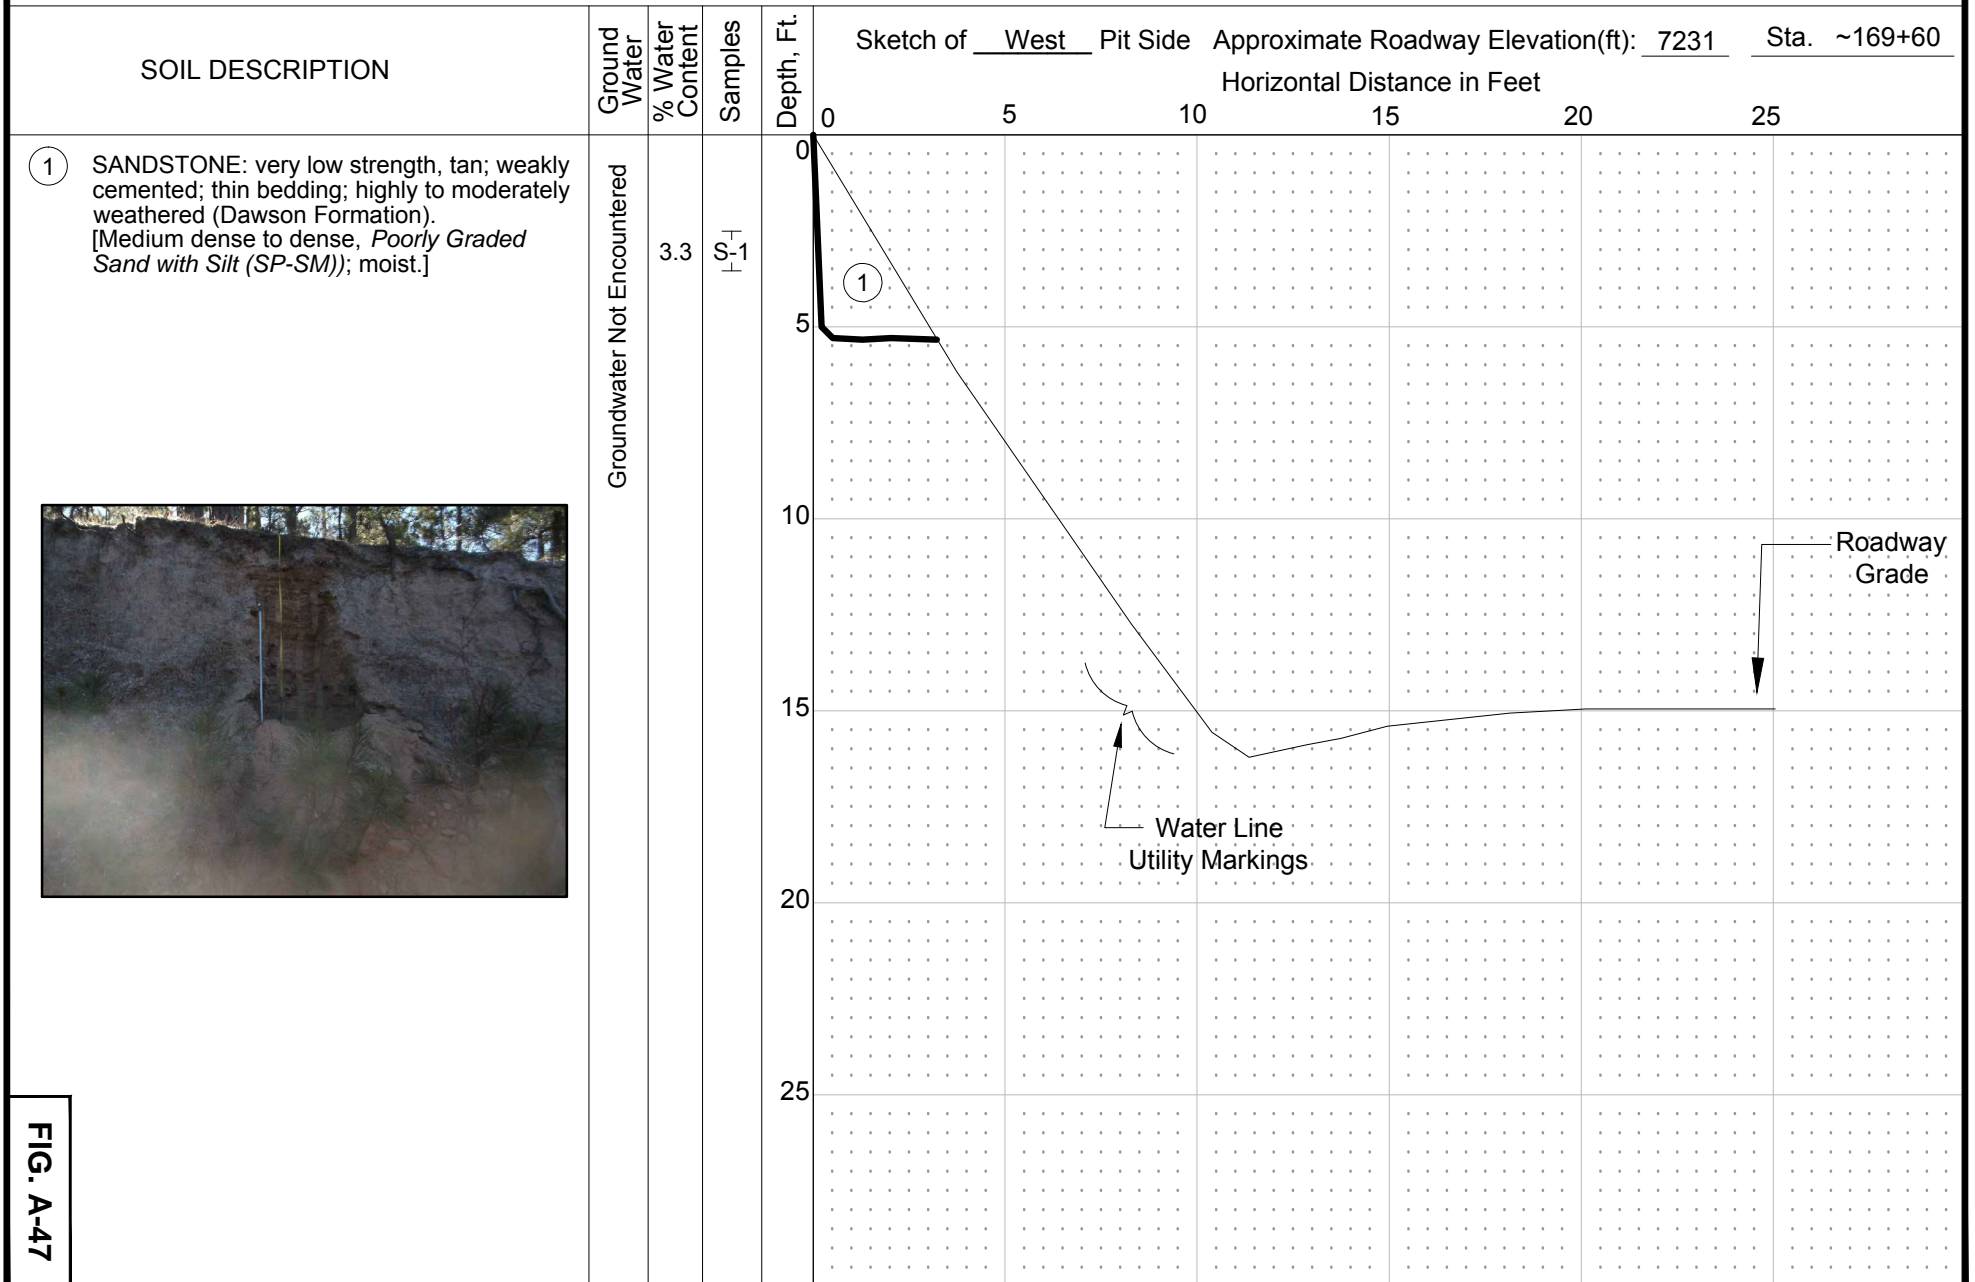 SOIL DESCRIPTION
Ground
Water
% Water
Content
Samples
Depth, Ft.
Sketch of West Pit Side Approximate Roadway Elevation(ft): 7231 Sta. ~169+60
Horizontal Distance in Feet
0 5 10 15 20 25
1 SANDSTONE: very low strength, tan; weakly
cemented; thin bedding; highly to moderately
weathered (Dawson Formation).
[Medium dense to dense, Poorly Graded
Sand with Silt (SP-SM)); moist.]
Groundwater Not Encountered
3.3
S-1
0
5
10
15
20
25
1
Roadway
Grade
Water Line
Utility Markings
FIG. A-47